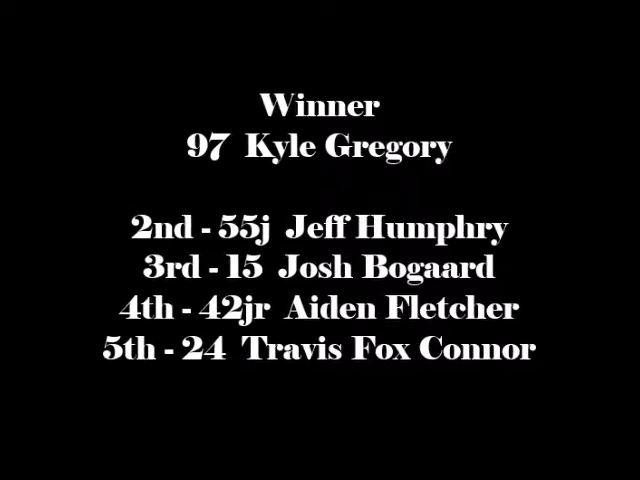 Winner
97 Kyle Gregory
2nd - 55j Jeff Humphry
3rd - 15 Josh Bogaard
4th - 42jr Aiden Fletcher
5th - 24 Travis Fox Connor